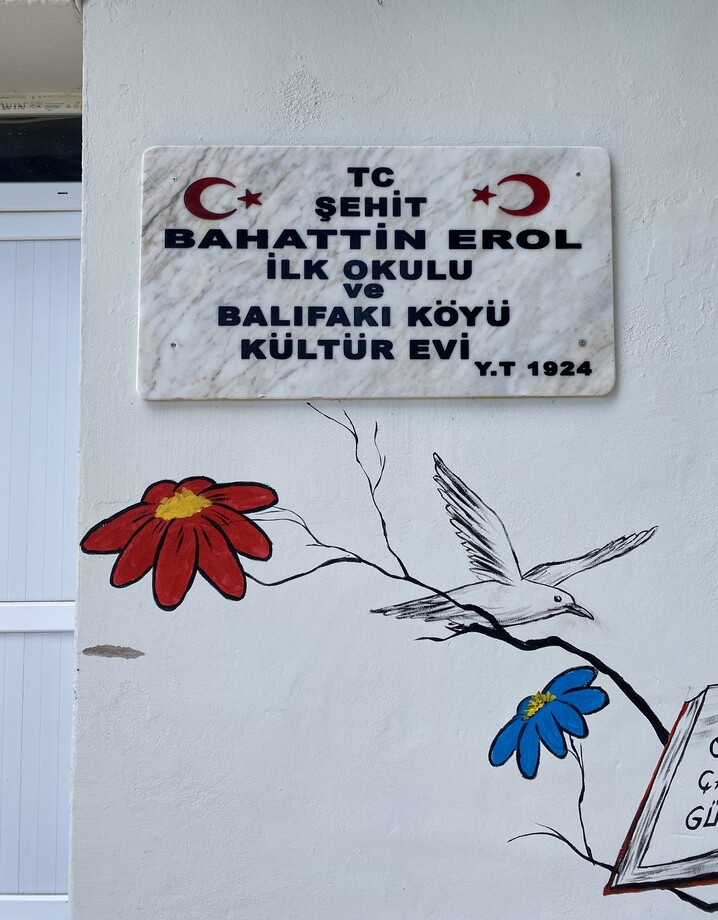 TC
ŞEHİT
BAHATTİN EROL
İLK OKULU
ve
BALIFAKI KÖYÜ
KÜLTÜR EVİ
Y.T 1924